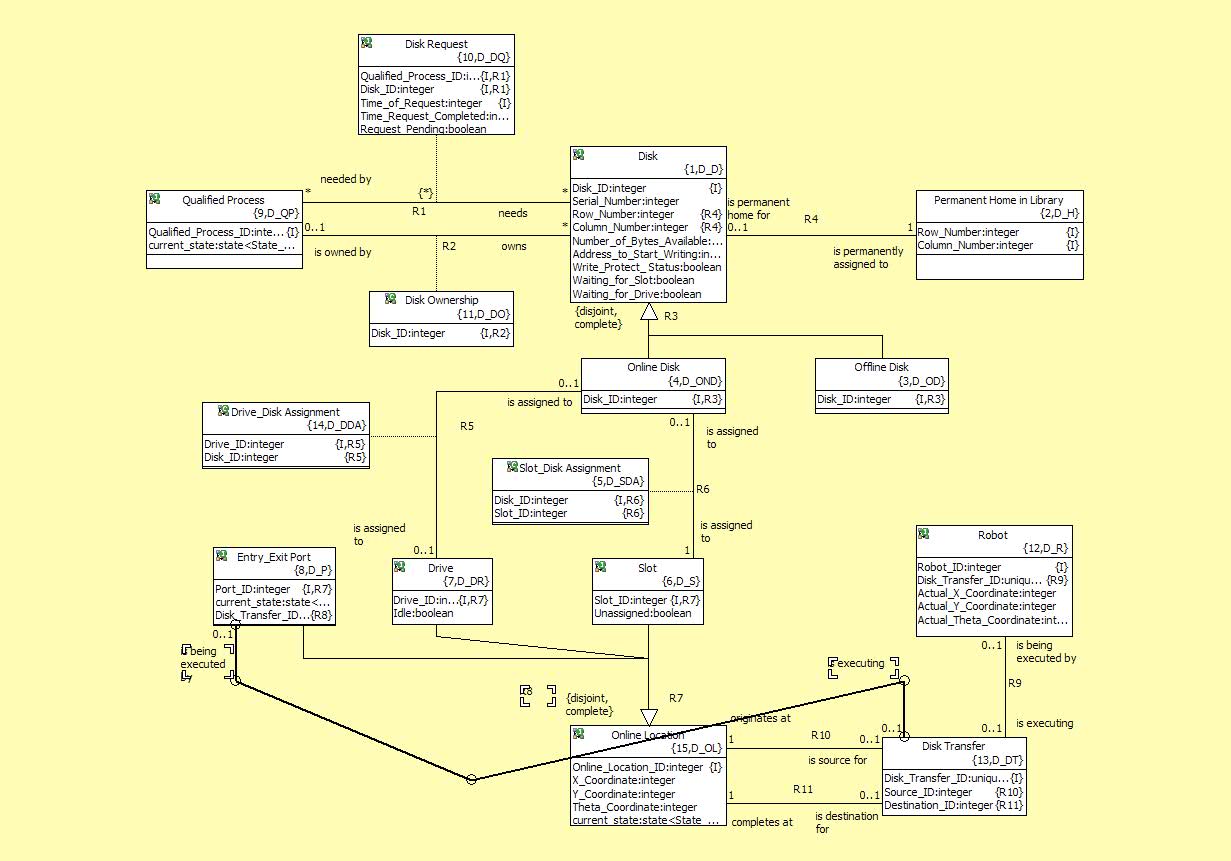 Disk Request
{10,D_DQ}
Qualified_Process_ID:i...{I,R1}
Disk_ID:integer {I,R1}
Time_of_Request:integer {I}
Time_Request_Completed:in...
Request_Pending:boolean
Disk
{1,D_D}
Disk_ID:integer {I}
Serial_Number:integer
Row_Number:integer {R4}
Column_Number:integer {R4}
Number_of_Bytes_Available:...
Address_to_Start_Writing:in...
Write_Protect_ Status:boolean
Waiting_for_Slot:boolean
Waiting_for_Drive:boolean
needed by
*
{*}
*
R1
needs
Qualified Process
{9,D_QP}
Qualified_Process_ID:inte... {I}
current_state:state<State_...
0..1
*
is owned by
R2
owns
is permanent
home for
0..1
R4
1
is permanently
assigned to
Permanent Home in Library
{2,D_H}
Row_Number:integer {I}
Column_Number:integer {I}
Disk Ownership
{11,D_DO}
Disk_ID:integer {I,R2}
{disjoint,
complete}
R3
Online Disk
{4,D_OND}
Disk_ID:integer {I,R3}
Offline Disk
{3,D_OD}
Disk_ID:integer {I,R3}
0..1
is assigned to
R5
Drive_Disk Assignment
{14,D_DDA}
Drive_ID:integer {I,R5}
Disk_ID:integer {R5}
0..1
is assigned
to
Slot_Disk Assignment
{5,D_SDA}
Disk_ID:integer {I,R6}
Slot_ID:integer {R6}
R6
is assigned
to
0..1
is assigned
to
1
Entry_Exit Port
{8,D_P}
Port_ID:integer {I,R7}
current_state:state<...
Disk_Transfer_ID...{R8}
Drive
{7,D_DR}
Drive_ID:in...{I,R7}
Idle:boolean
Slot
{6,D_S}
Slot_ID:integer {I,R7}
Unassigned:boolean
Robot
{12,D_R}
Robot_ID:integer {I}
Disk_Transfer_ID:uniqu... {R9}
Actual_X_Coordinate:integer
Actual_Y_Coordinate:integer
Actual_Theta_Coordinate:int...
0..1
is being
executed
by
0..1
is being
executed by
R9
is executing
0..1
is executing
0..1
R8
{disjoint,
complete}
R7
Online Location
{15,D_OL}
Online_Location_ID:integer {I}
X_Coordinate:integer
Y_Coordinate:integer
Theta_Coordinate:integer
current_state:state<State_...
originates at
1
R10
0..1
is source for
1
R11
0..1
completes at
is destination
for
Disk Transfer
{13,D_DT}
Disk_Transfer_ID:uniqu...{I}
Source_ID:integer {R10}
Destination_ID:integer {R11}